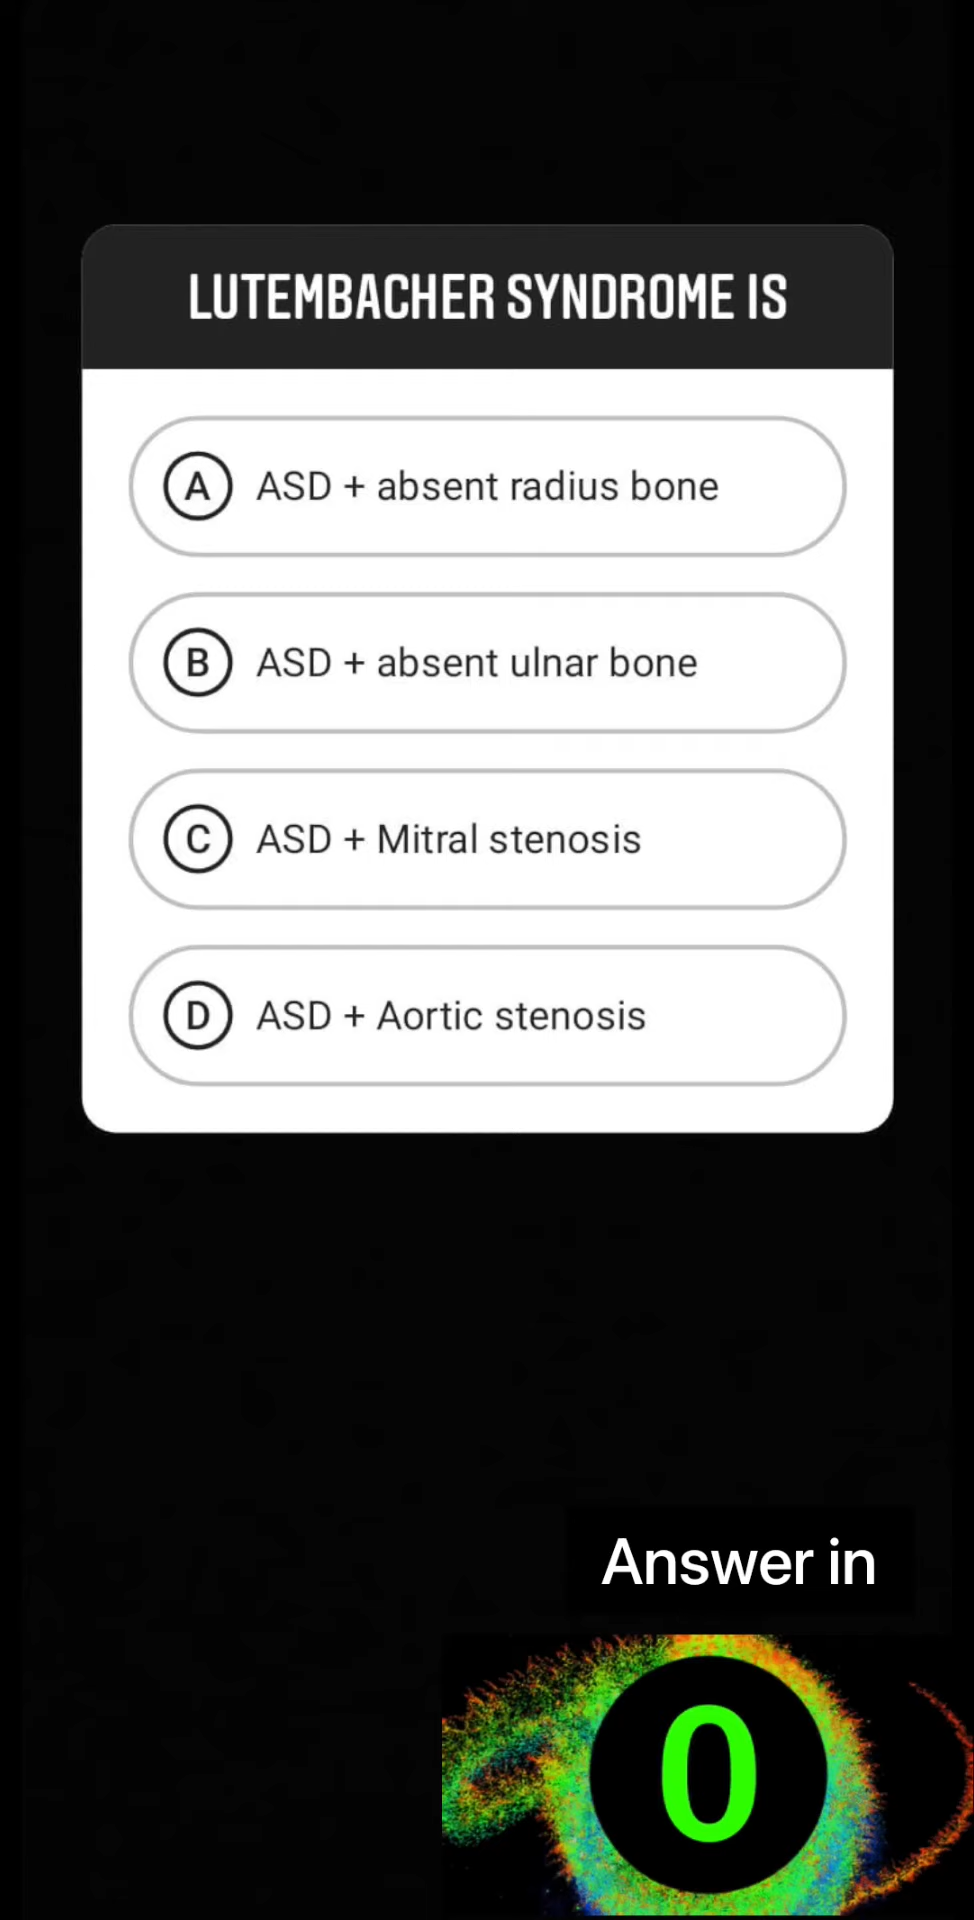 LUTEMBACHER SYNDROME IS
A ASD + absent radius bone
B ASD + absent ulnar bone
C ASD + Mitral stenosis
D ASD + Aortic stenosis
Answer in
0